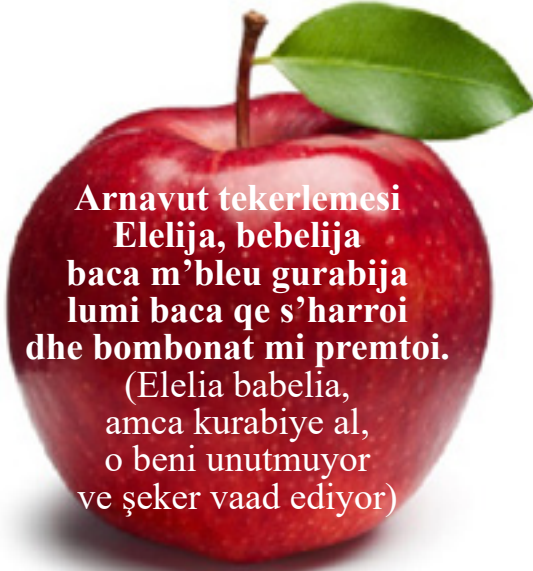 Arnavut tekerlemesi
Elelija, bebelija
baca m’bleu gurabija
lumi baca qe s’harroi
dhe bombonat mi premtoi.
(Elelia babelia,
amca kurabiye al,
o beni unutmuyor
ve şeker vaad ediyor)